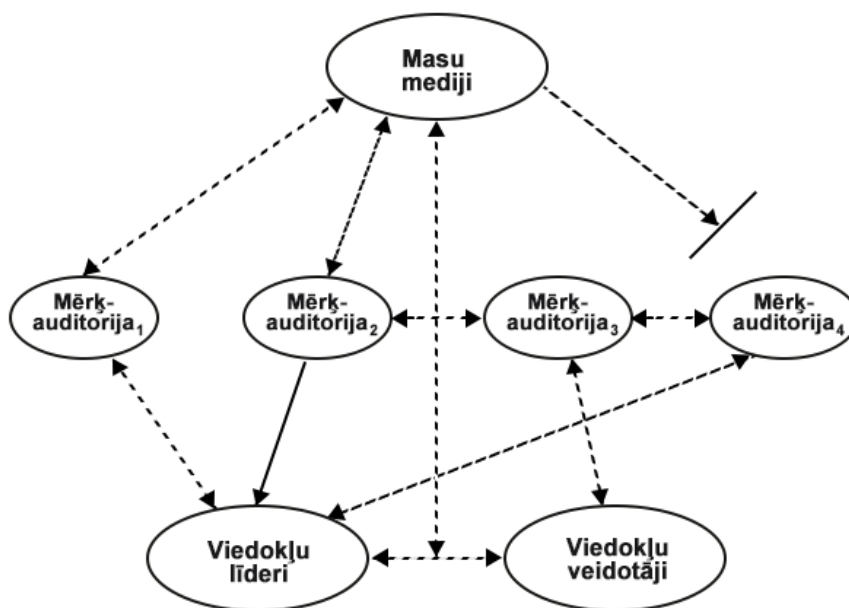 Masu
mediji
Mērķ-
auditorija₁
Mērķ-
auditorija₂
Mērķ-
auditorija₃
Mērķ-
auditorija₄
Viedokļu
līderi
Viedokļu
veidotāji